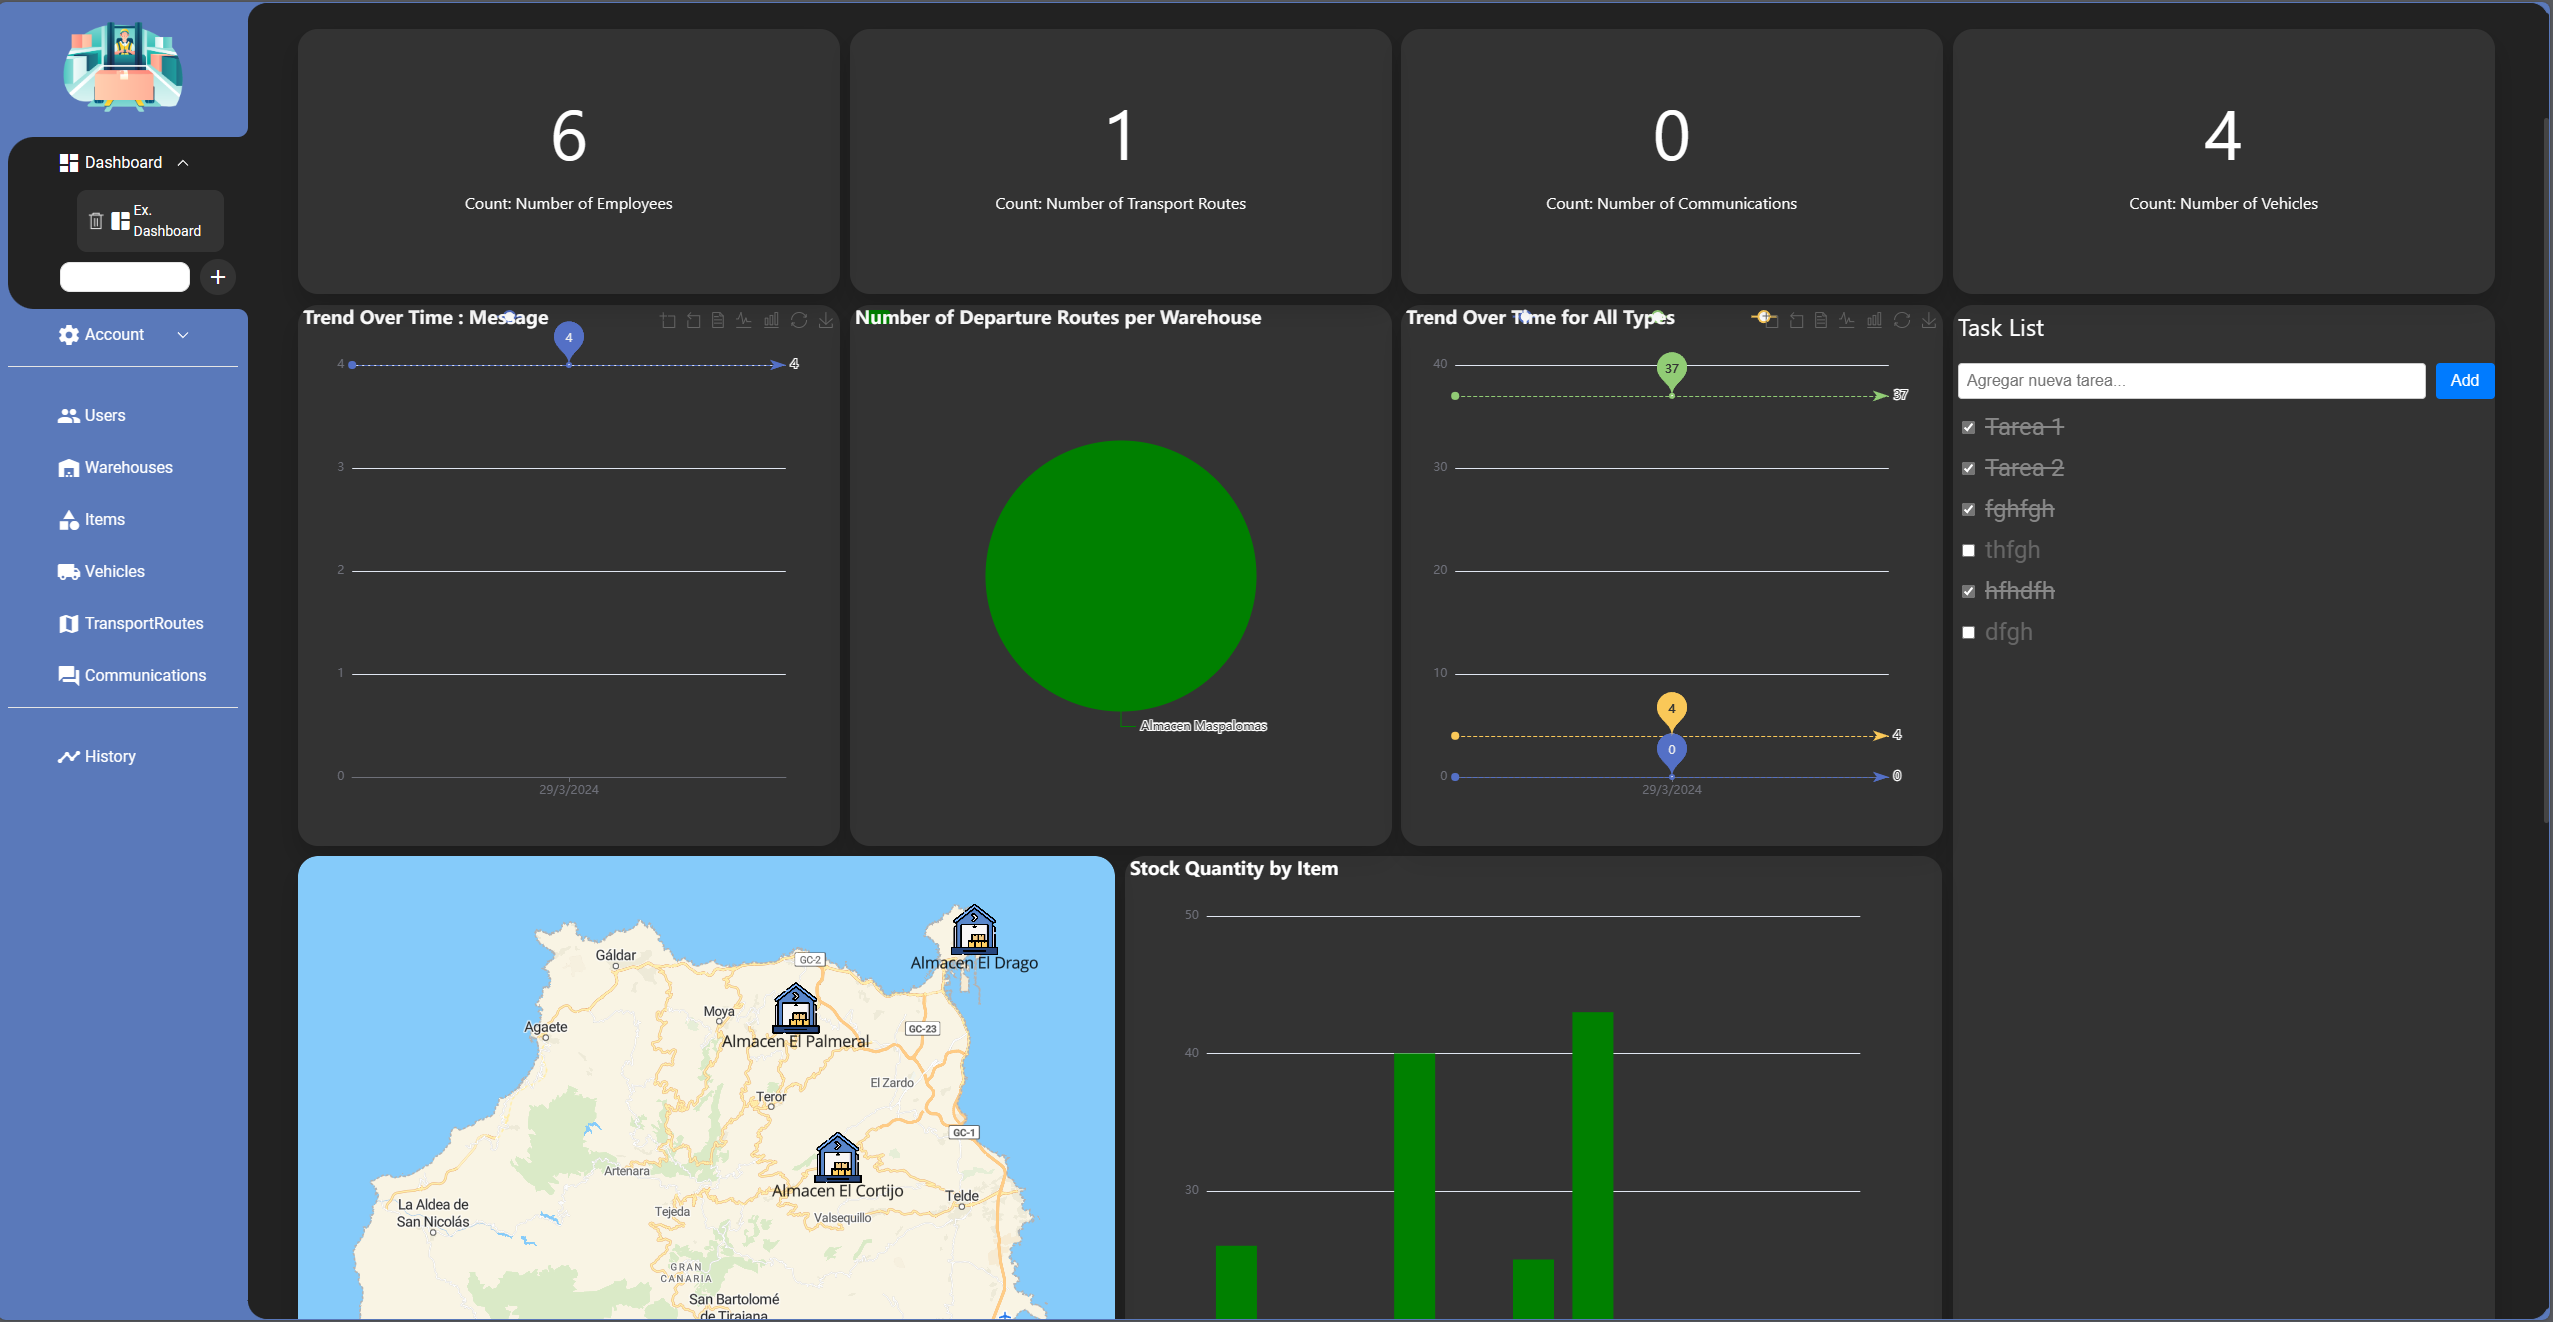 Dashboard
Ex.
Dashboard
Account
Users
Warehouses
Items
Vehicles
TransportRoutes
Communications
History
6
Count: Number of Employees
1
Count: Number of Transport Routes
0
Count: Number of Communications
4
Count: Number of Vehicles
Trend Over Time : Message
4
4
4
3
2
1
0
29/3/2024
Number of Departure Routes per Warehouse
Almacen Maspalomas
Trend Over Time for All Types
40
37
37
30
20
10
4
4
0
0
0
29/3/2024
Task List
Agregar nueva tarea...
Add
Tarea 1
Tarea 2
fghfgh
thfgh
hfhdfh
dfgh
Gáldar
GC-2
Almacen El Drago
Moya
Agaete
GC-23
Almacen El Palmeral
El Zardo
Teror
GC-1
Artenara
Almacen El Cortijo
Telde
La Aldea de
San Nicolás
Tejeda
Valsequillo
GRAN
CANARIA
San Bartolomé
de Tirajana
Stock Quantity by Item
50
40
30